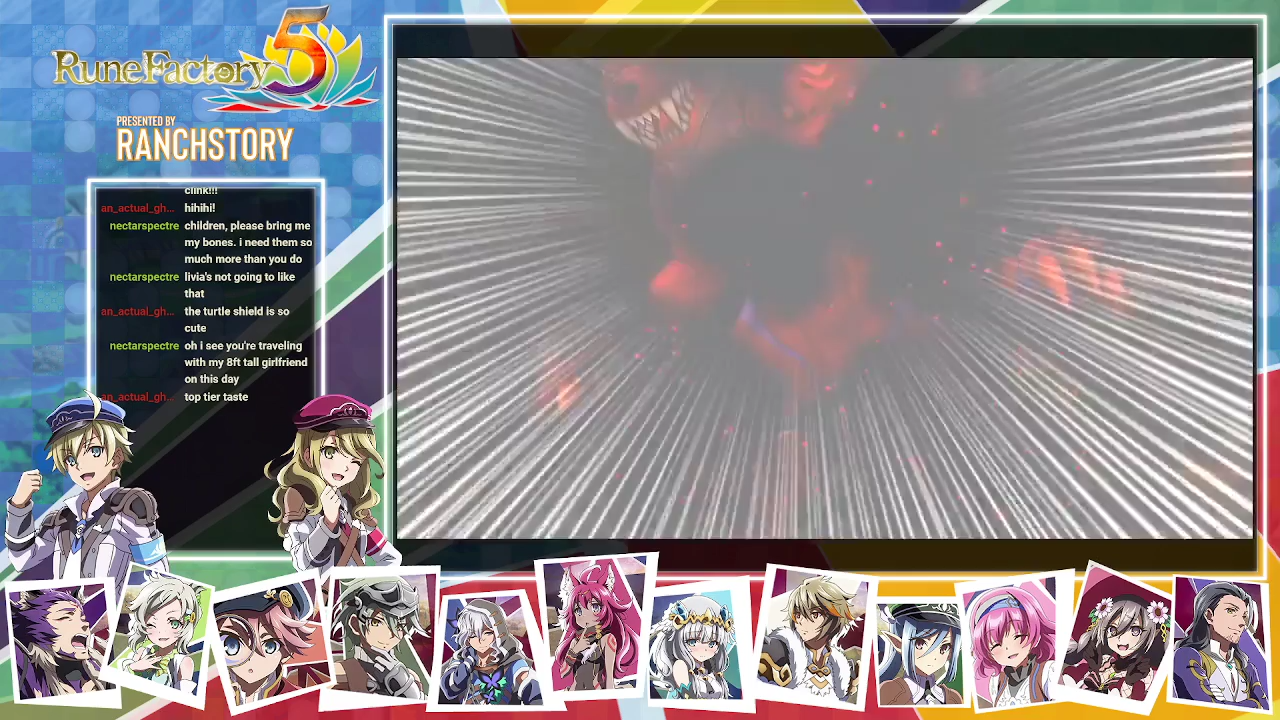 RuneFactory 5
PRESENTED BY
RANCHSTORY
clink!!!
an_actual_gh... hihihi!
nectarspectre children, please bring me
my bones. i need them so
much more than you do
nectarspectre livia's not going to like
that
an_actual_gh... the turtle shield is so
cute
nectarspectre oh i see you're traveling
with my 8ft tall girlfriend
on this day
an_actual_gh... top tier taste